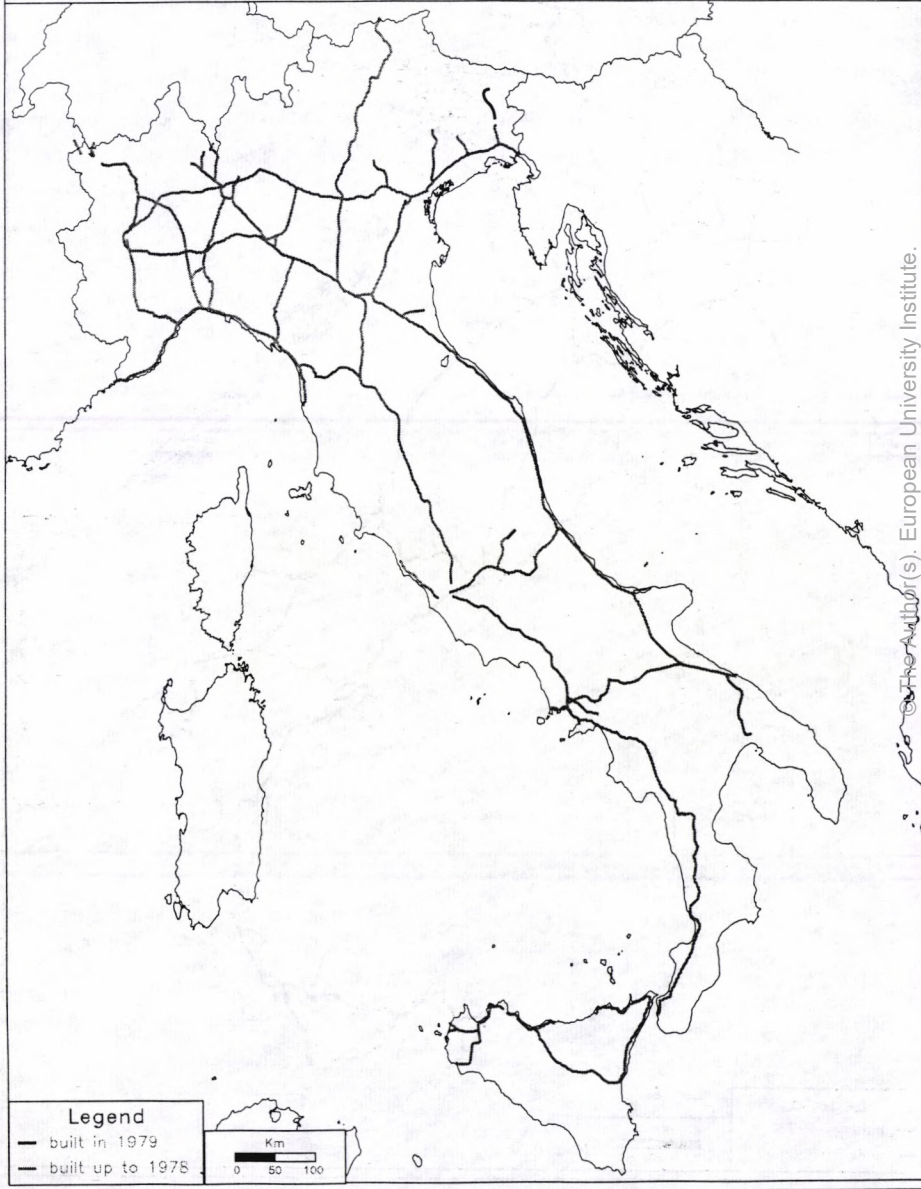 © The Author(s). European University Institute.
Legend
built in 1979
built up to 1978
Km
0 50 100